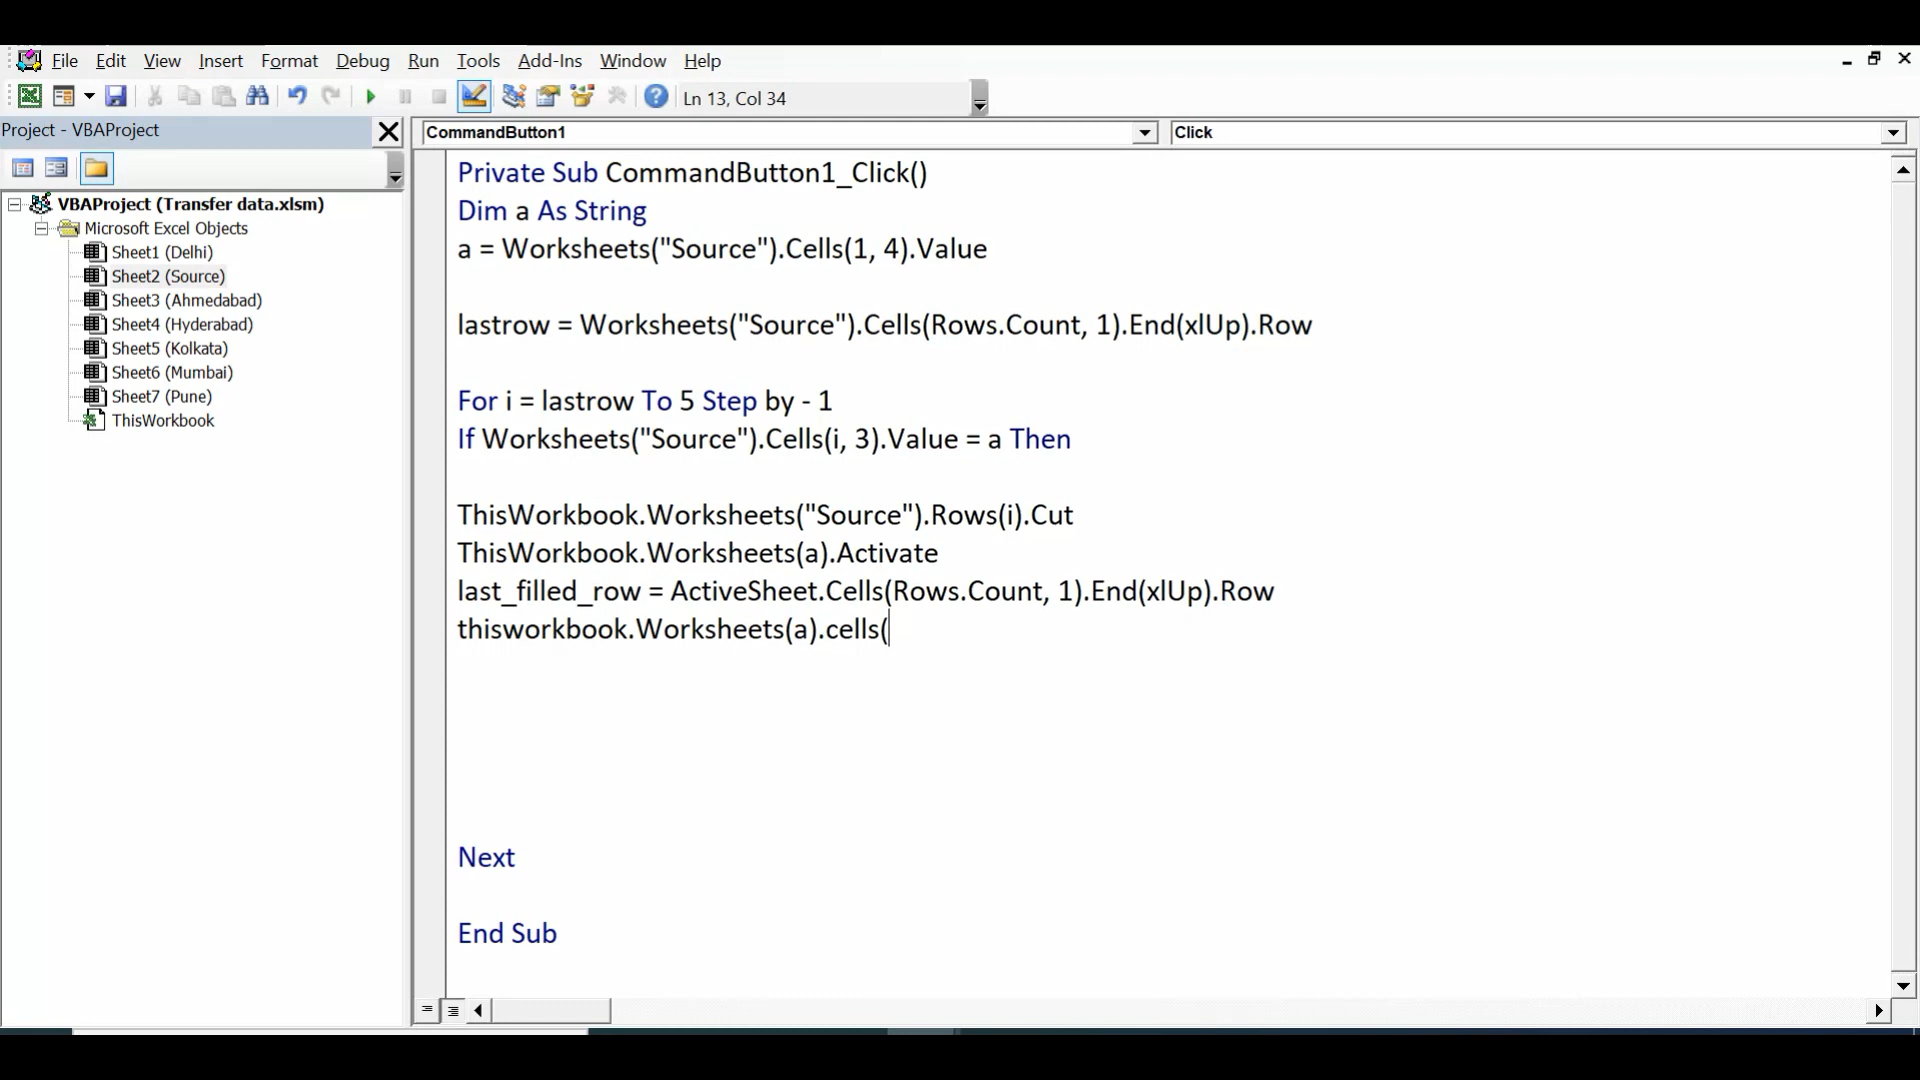 File Edit View Insert Format Debug Run Tools Add-Ins Window Help
Ln 13, Col 34
Project - VBAProject
CommandButton1
Click
VBAProject (Transfer data.xlsm)
Microsoft Excel Objects
Sheet1 (Delhi)
Sheet2 (Source)
Sheet3 (Ahmedabad)
Sheet4 (Hyderabad)
Sheet5 (Kolkata)
Sheet6 (Mumbai)
Sheet7 (Pune)
ThisWorkbook
Private Sub CommandButton1_Click()
Dim a As String
a = Worksheets("Source").Cells(1, 4).Value
lastrow = Worksheets("Source").Cells(Rows.Count, 1).End(xlUp).Row
For i = lastrow To 5 Step by - 1
If Worksheets("Source").Cells(i, 3).Value = a Then
ThisWorkbook.Worksheets("Source").Rows(i).Cut
ThisWorkbook.Worksheets(a).Activate
last_filled_row = ActiveSheet.Cells(Rows.Count, 1).End(xlUp).Row
thisworkbook.Worksheets(a).cells(
Next
End Sub